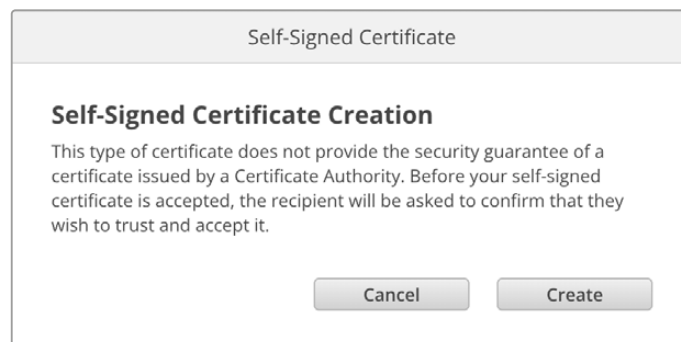 Self-Signed Certificate
Self-Signed Certificate Creation
This type of certificate does not provide the security guarantee of a
certificate issued by a Certificate Authority. Before your self-signed
certificate is accepted, the recipient will be asked to confirm that they
wish to trust and accept it.
Cancel Create